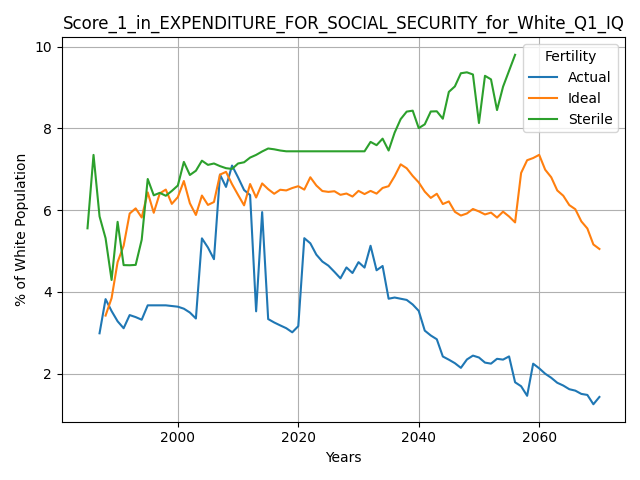 Score_1_in_EXPENDITURE_FOR_SOCIAL_SECURITY_for_White_Q1_IQ
% of White Population
10
8
6
4
2
Fertility
Actual
Ideal
Sterile
2000
2020
2040
2060
Years